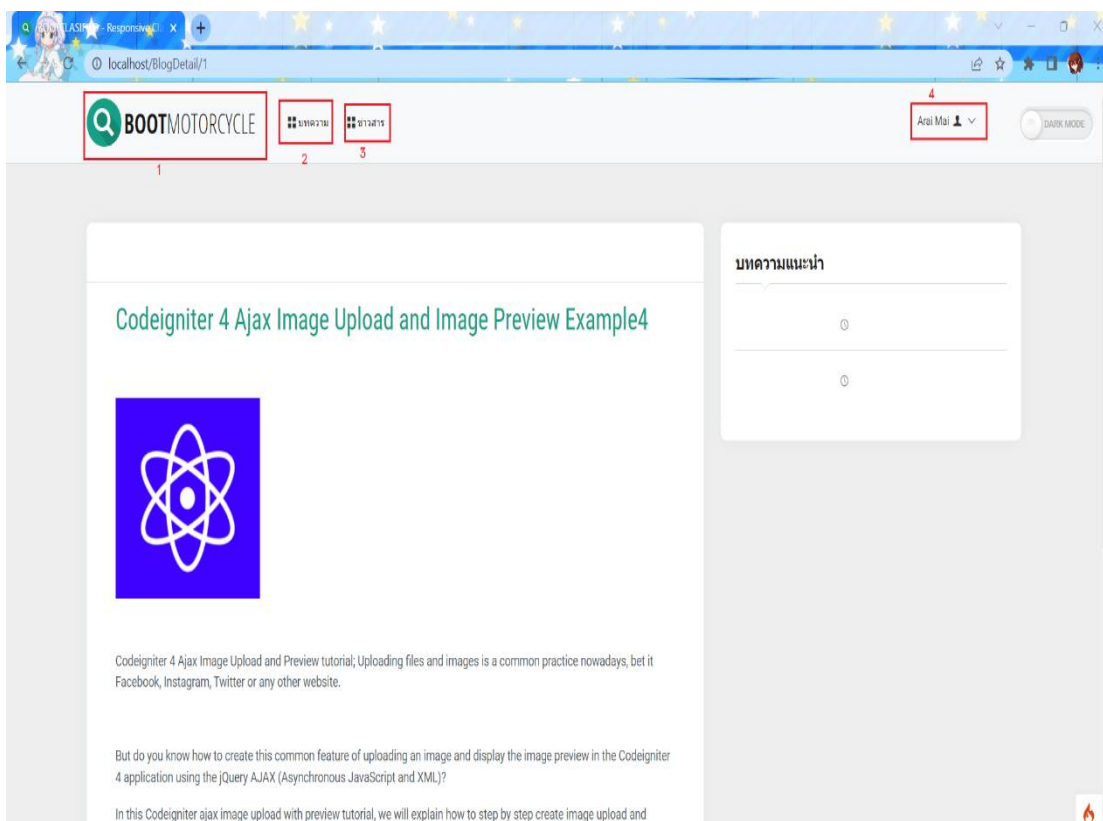 - Responsive Cl
localhost/BlogDetail/1
BOOTMOTORCYCLE
บทความ
ข่าวสาร
4
Arai Mai
DARK MODE
1
2
3
บทความแนะนำ
Codeigniter 4 Ajax Image Upload and Image Preview Example4
Codeigniter 4 Ajax Image Upload and Preview tutorial; Uploading files and images is a common practice nowadays, bet it
Facebook, Instagram, Twitter or any other website.
But do you know how to create this common feature of uploading an image and display the image preview in the Codeigniter
4 application using the jQuery AJAX (Asynchronous JavaScript and XML)?
In this Codeigniter ajax image upload with preview tutorial, we will explain how to step by step create image upload and